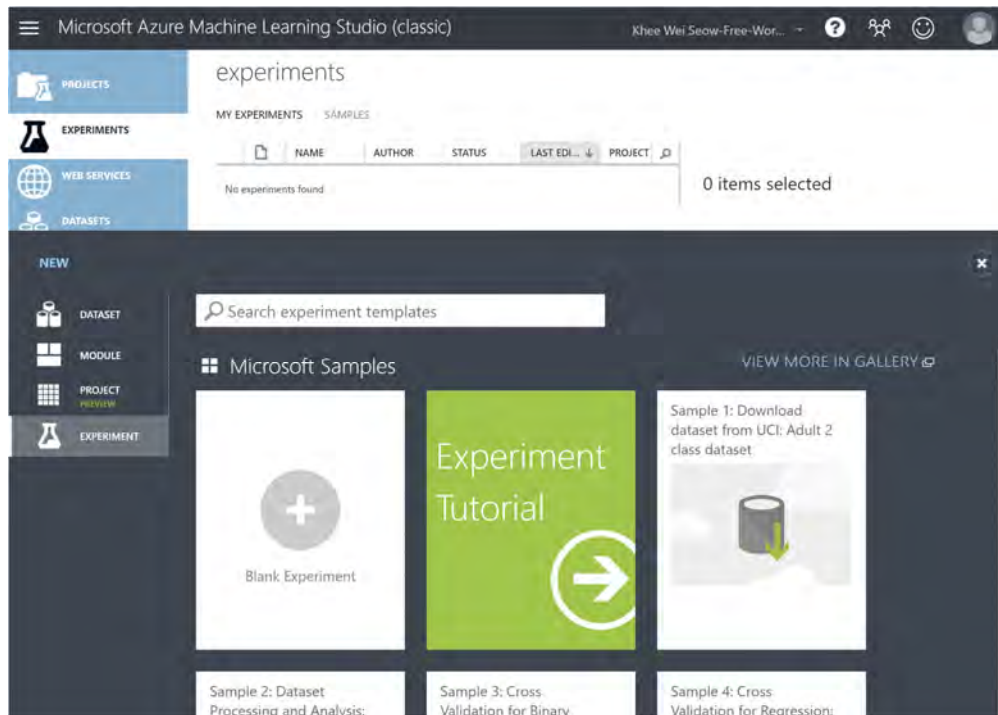 Microsoft Azure Machine Learning Studio (classic)
Khee Wei Seow-Free-Wor...
?
PROJECTS
EXPERIMENTS
WEB SERVICES
DATASETS
experiments
MY EXPERIMENTS SAMPLES
NAME AUTHOR STATUS LAST EDI... PROJECT
No experiments found
0 items selected
NEW
DATASET
MODULE
PROJECT
PREVIEW
EXPERIMENT
Search experiment templates
Microsoft Samples
VIEW MORE IN GALLERY
Blank Experiment
Experiment
Tutorial
Sample 1: Download
dataset from UCI: Adult 2
class dataset
Sample 2: Dataset
Processing and Analysis:
Sample 3: Cross
Validation for Binary
Sample 4: Cross
Validation for Regression: